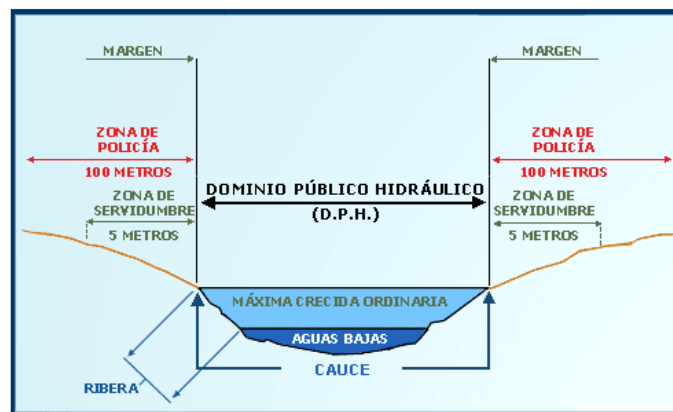 MARGEN
MARGEN
ZONA DE
POLICÍA
100 METROS
ZONA DE
POLICÍA
100 METROS
DOMINIO PÚBLICO HIDRÁULICO
(D.P.H.)
ZONA DE
SERVIDUMBRE
5 METROS
ZONA DE
SERVIDUMBRE
5 METROS
MÁXIMA CRECIDA ORDINARIA
AGUAS BAJAS
CAUCE
RIBERA